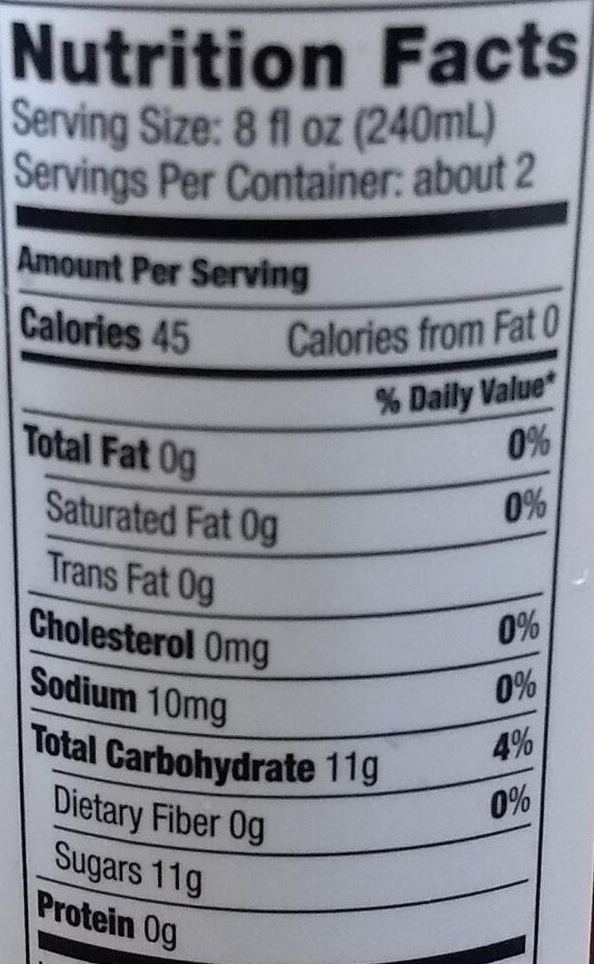 Nutrition Facts
Serving Size: 8 fl oz (240mL)
Servings Per Container: about 2
Amount Per Serving
Calories 45 Calories from Fat 0
% Daily Value*
Total Fat 0g 0%
Saturated Fat 0g 0%
Trans Fat 0g
Cholesterol 0mg 0%
Sodium 10mg 0%
Total Carbohydrate 11g 4%
Dietary Fiber 0g 0%
Sugars 11g
Protein 0g